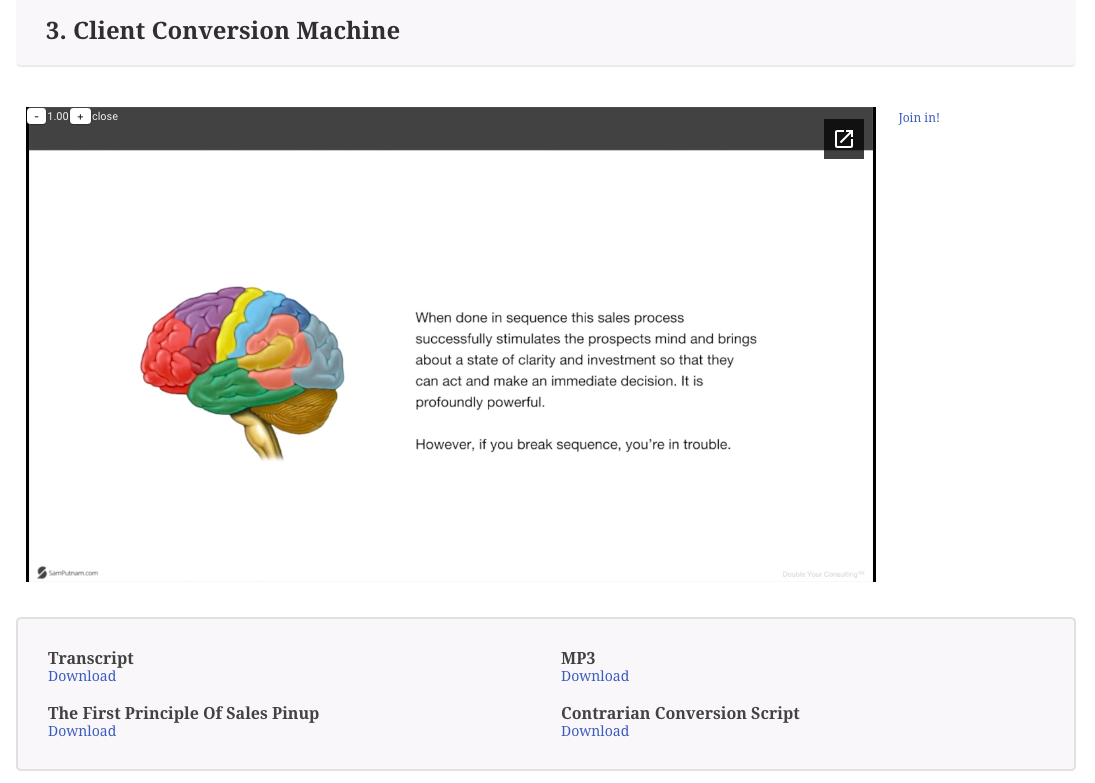 3. Client Conversion Machine
- 1.00 + close
Join in!
When done in sequence this sales process
successfully stimulates the prospects mind and brings
about a state of clarity and investment so that they
can act and make an immediate decision. It is
profoundly powerful.
However, if you break sequence, you're in trouble.
SamPutnam.com
Double Your Consulting™
Transcript
Download
MP3
Download
The First Principle Of Sales Pinup
Download
Contrarian Conversion Script
Download